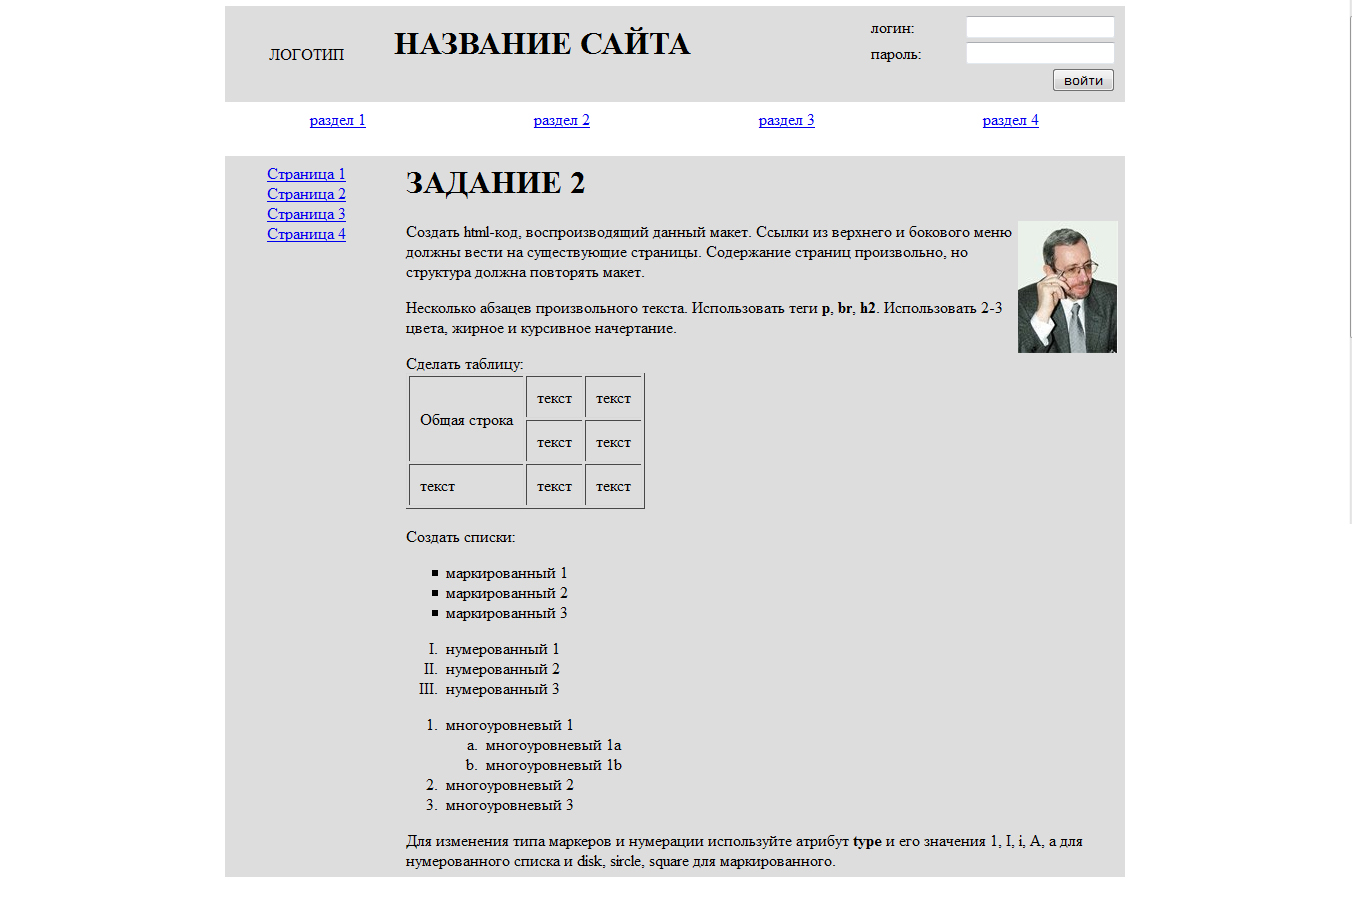 ЛОГОТИП
НАЗВАНИЕ САЙТА
логин:
пароль:
войти
раздел 1 раздел 2 раздел 3 раздел 4
Страница 1
Страница 2
Страница 3
Страница 4
ЗАДАНИЕ 2
Создать html-код, воспроизводящий данный макет. Ссылки из верхнего и бокового меню
должны вести на существующие страницы. Содержание страниц произвольно, но
структура должна повторять макет.
Несколько абзацев произвольного текста. Использовать теги p, br, h2. Использовать 2-3
цвета, жирное и курсивное начертание.
Сделать таблицу:
Общая строка текст текст
текст текст
текст текст текст
Создать списки:
маркированный 1
маркированный 2
маркированный 3
I. нумерованный 1
II. нумерованный 2
III. нумерованный 3
1. многоуровневый 1
a. многоуровневый 1a
b. многоуровневый 1b
2. многоуровневый 2
3. многоуровневый 3
Для изменения типа маркеров и нумерации используйте атрибут type и его значения 1, I, i, A, a для
нумерованного списка и disk, sircle, square для маркированного.